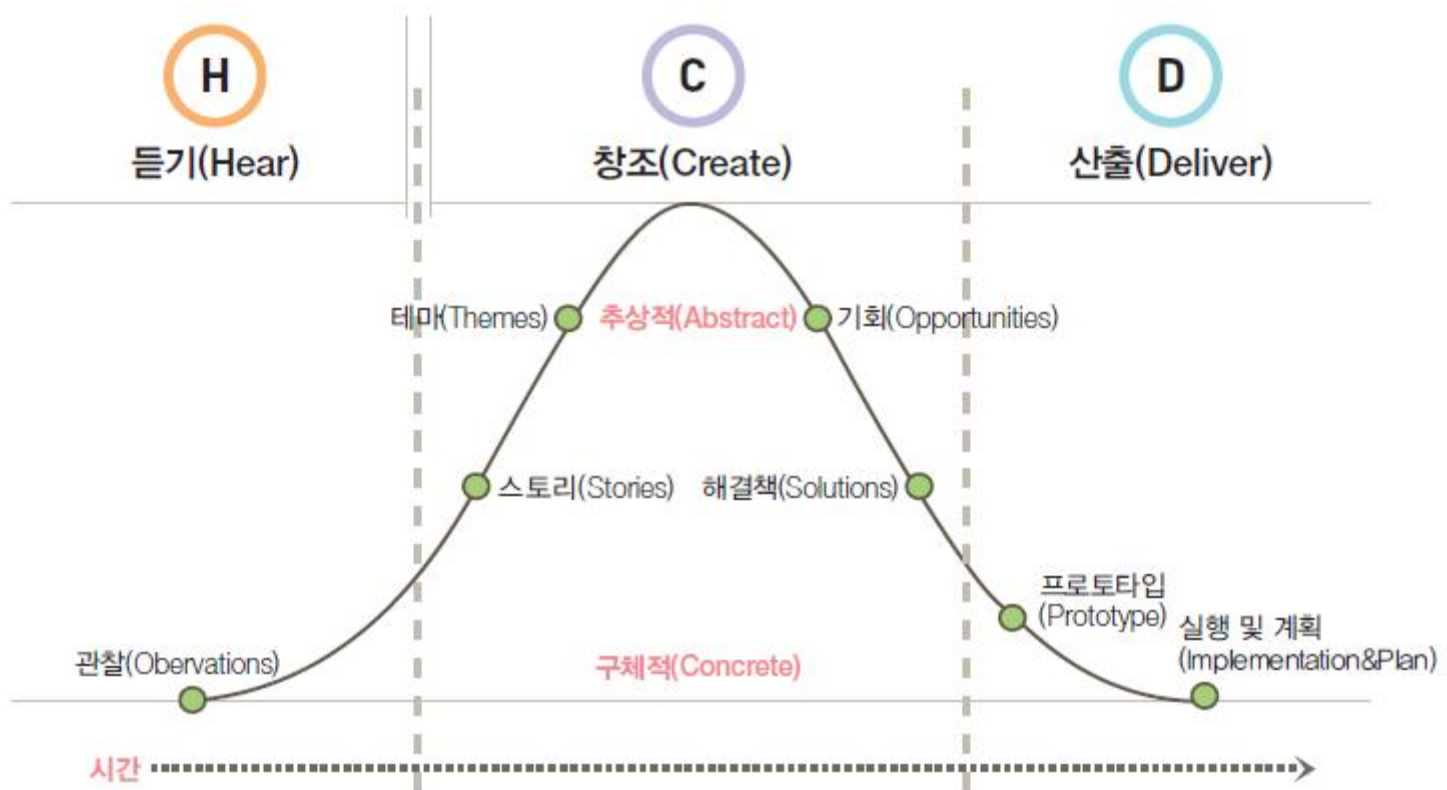 H
C
D
듣기(Hear)
창조(Create)
산출(Deliver)
테마(Themes)
추상적(Abstract)
기회(Opportunities)
스토리(Stories)
해결책(Solutions)
프로토타입
(Prototype)
실행 및 계획
(Implementation&Plan)
관찰(Obervations)
구체적(Concrete)
시간